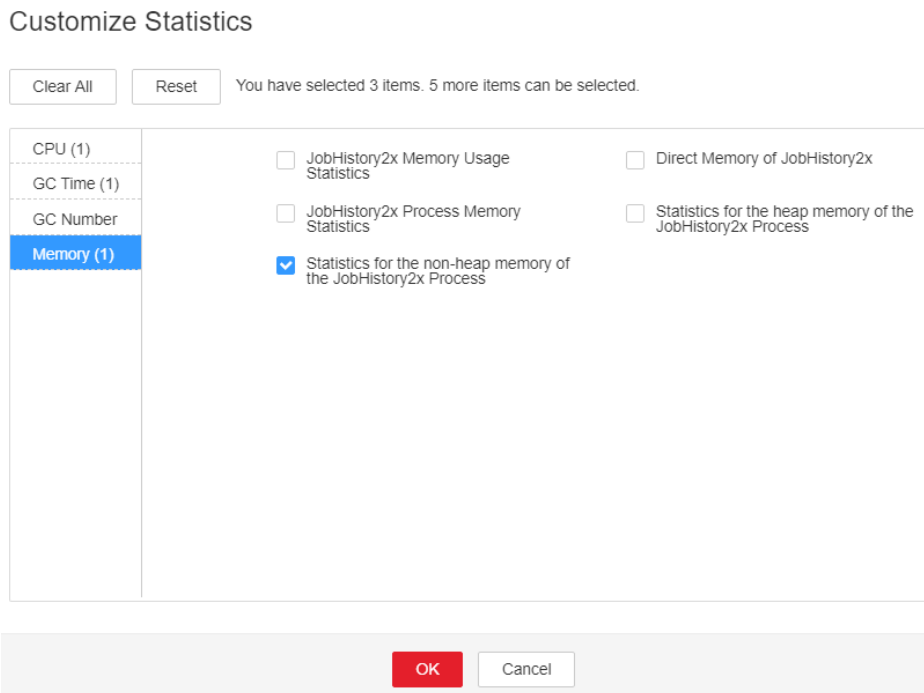 Customize Statistics
Clear All
Reset
You have selected 3 items. 5 more items can be selected.
CPU (1)
GC Time (1)
GC Number
Memory (1)
JobHistory2x Memory Usage
Statistics
Direct Memory of JobHistory2x
JobHistory2x Process Memory
Statistics
Statistics for the heap memory of the
JobHistory2x Process
Statistics for the non-heap memory of
the JobHistory2x Process
OK
Cancel